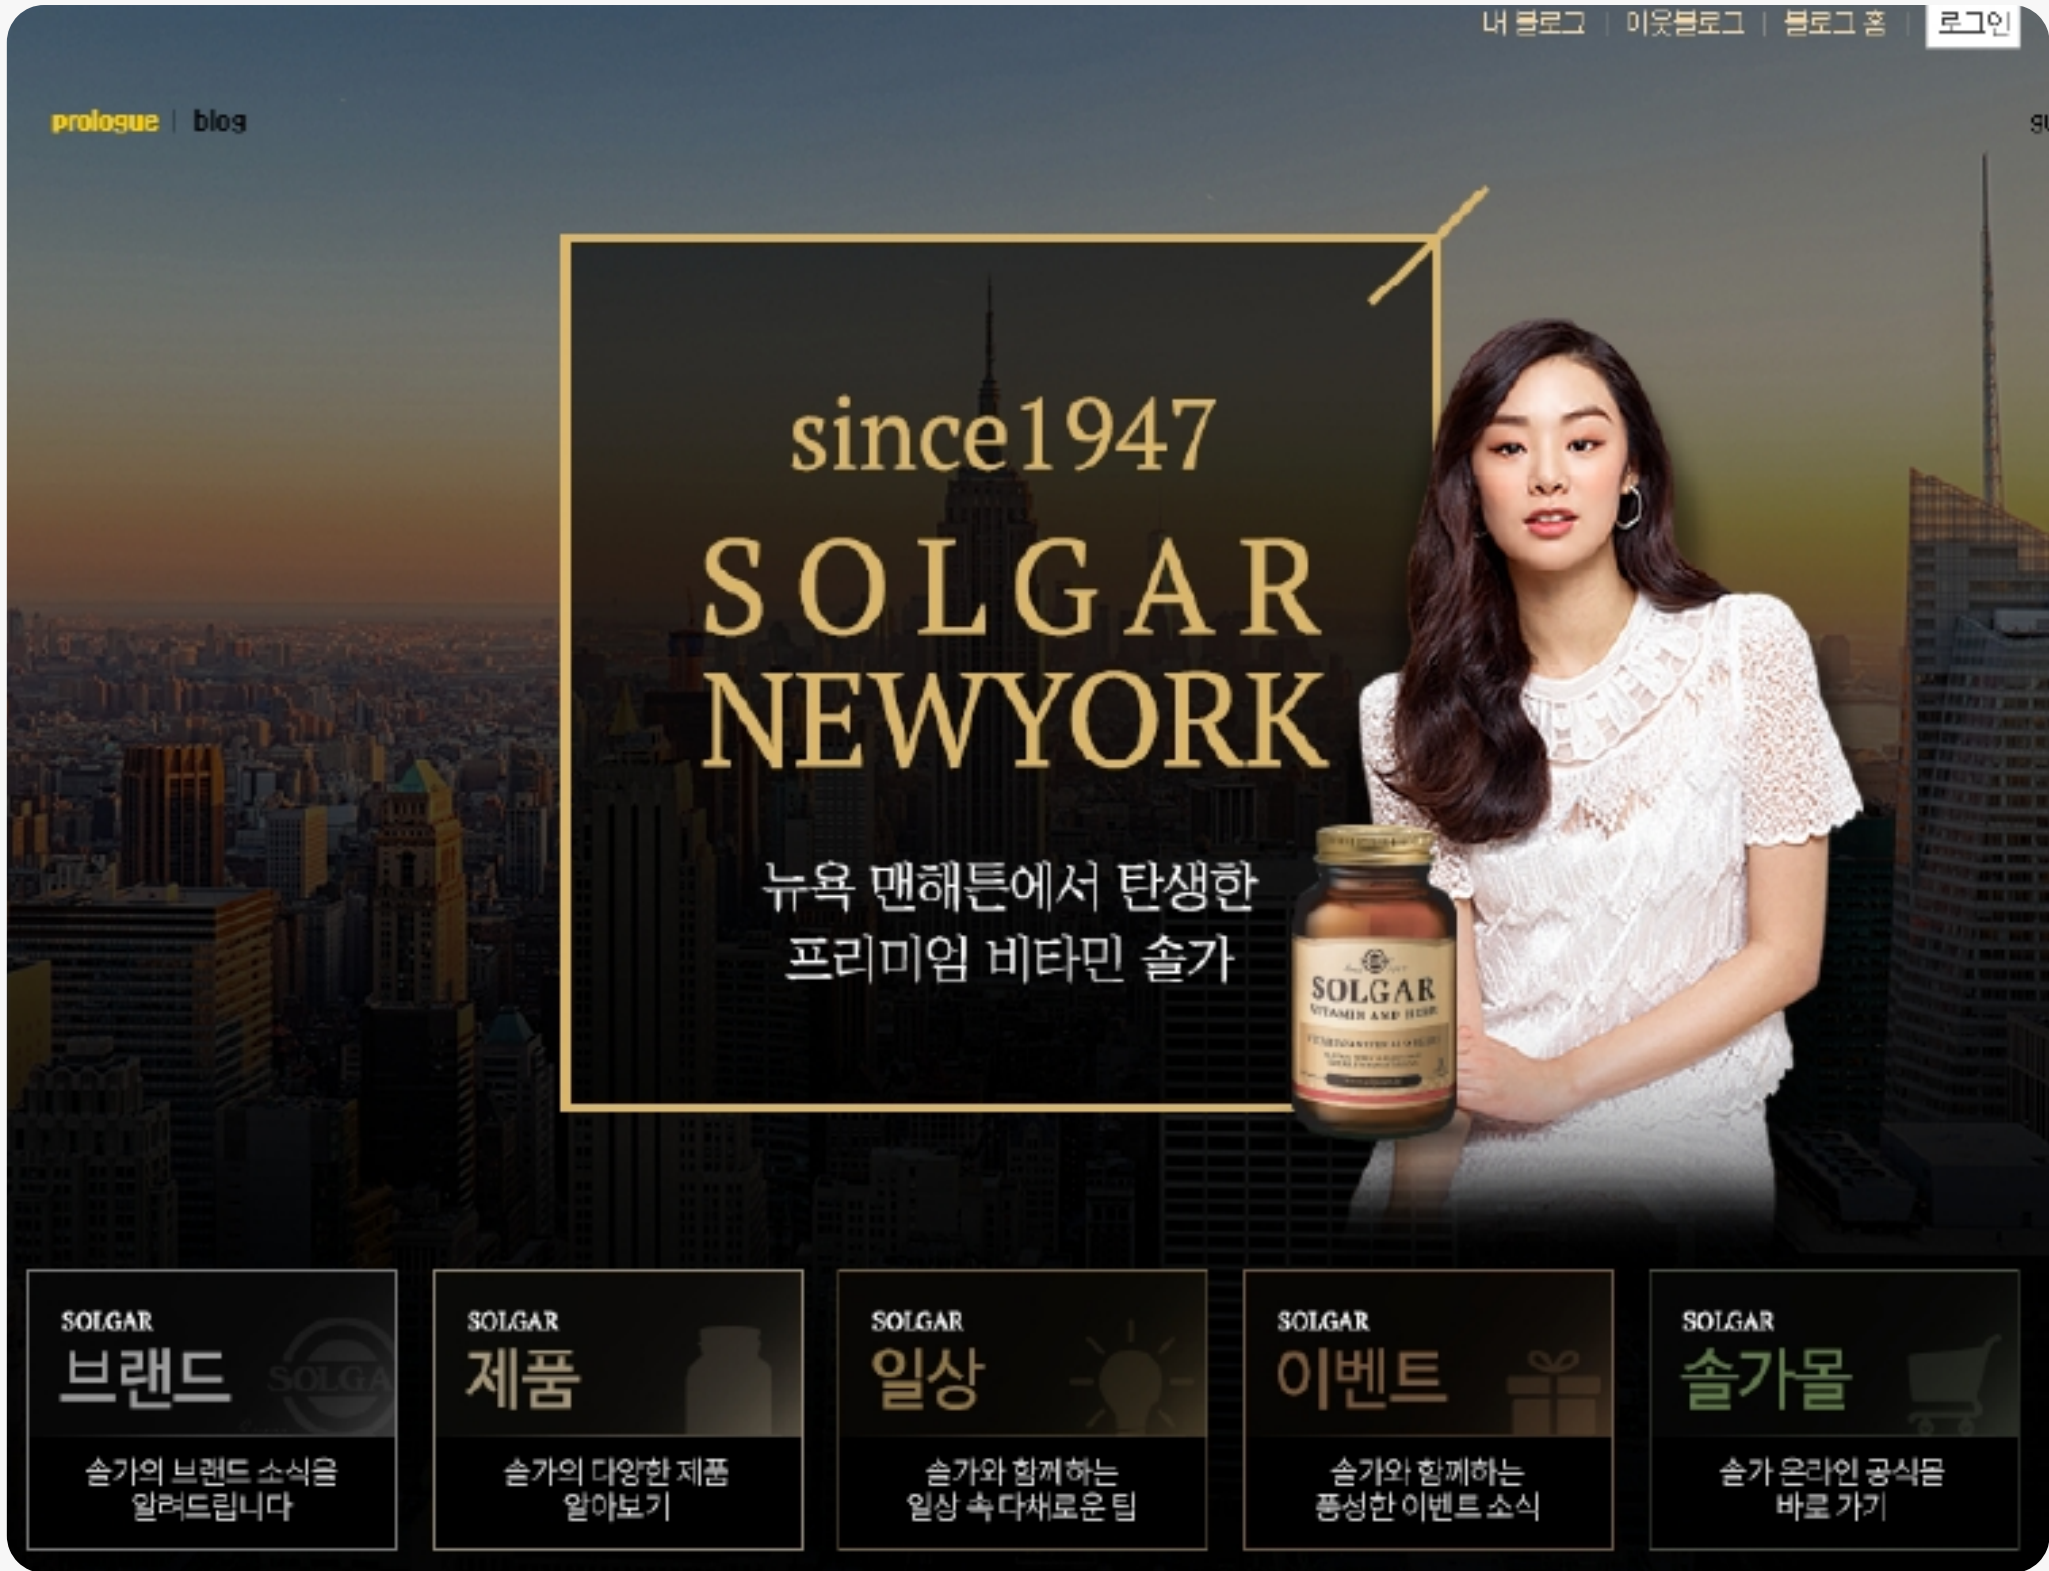 내 블로그 | 이웃블로그 | 블로그 홈 | 로그인
prologue | blog
since1947
SOLGAR
NEWYORK
뉴욕 맨해튼에서 탄생한
프리미엄 비타민 솔가
SOLGAR
VITAMIN AND HERB
SOLGAR
브랜드
SOLGA
솔가의 브랜드 소식을
알려드립니다
SOLGAR
제품
솔가의 다양한 제품
알아보기
SOLGAR
일상
솔가와 함께하는
일상 속 다채로운 팁
SOLGAR
이벤트
솔가와 함께하는
풍성한 이벤트 소식
SOLGAR
솔가몰
솔가 온라인 공식몰
바로 가기